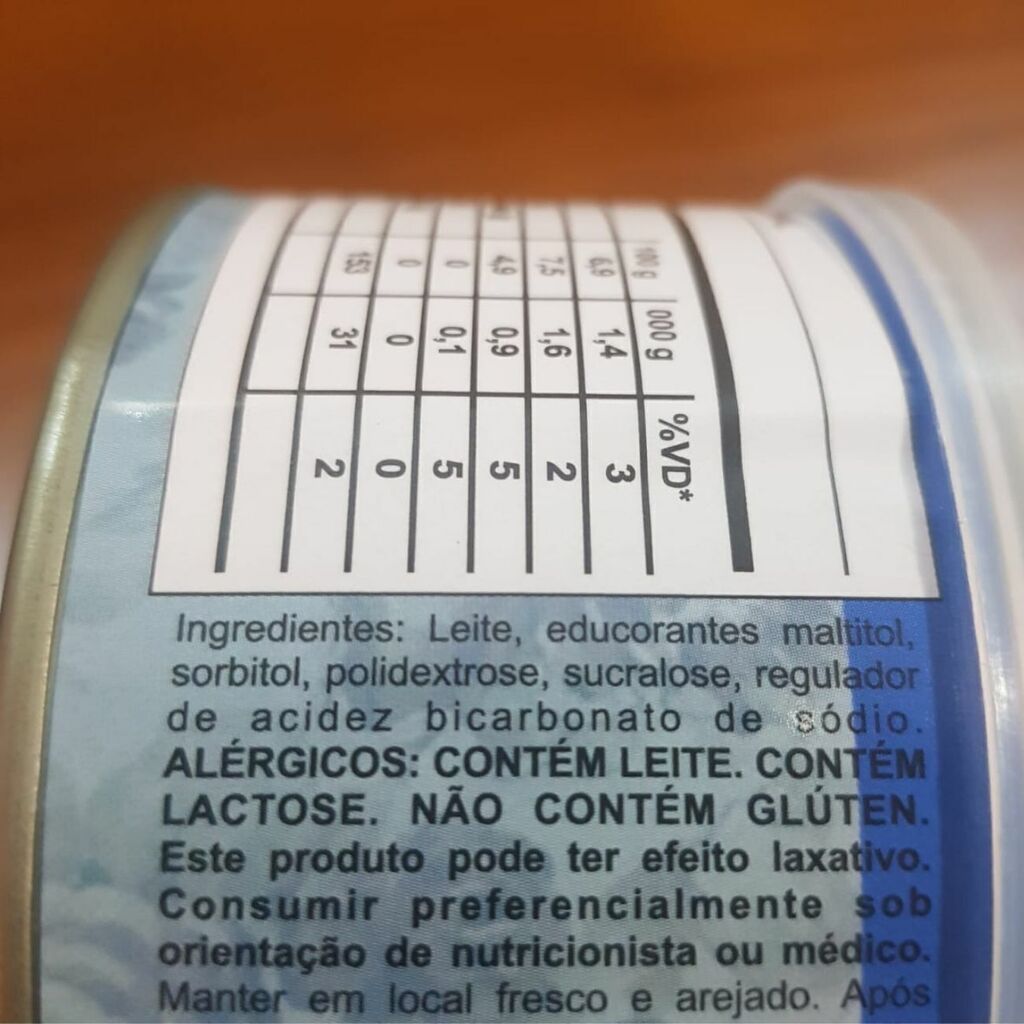 100 g 000 g %VD*
6,9 1,4 3
7,5 1,6 2
4,9 0,9 5
0 0,1 5
0 0 0
153 31 2
Ingredientes: Leite, educorantes maltitol,
sorbitol, polidextrose, sucralose, regulador
de acidez bicarbonato de sódio.
ALÉRGICOS: CONTÉM LEITE. CONTÉM
LACTOSE. NÃO CONTÉM GLÚTEN.
Este produto pode ter efeito laxativo.
Consumir preferencialmente sob
orientação de nutricionista ou médico.
Manter em local fresco e arejado. Após